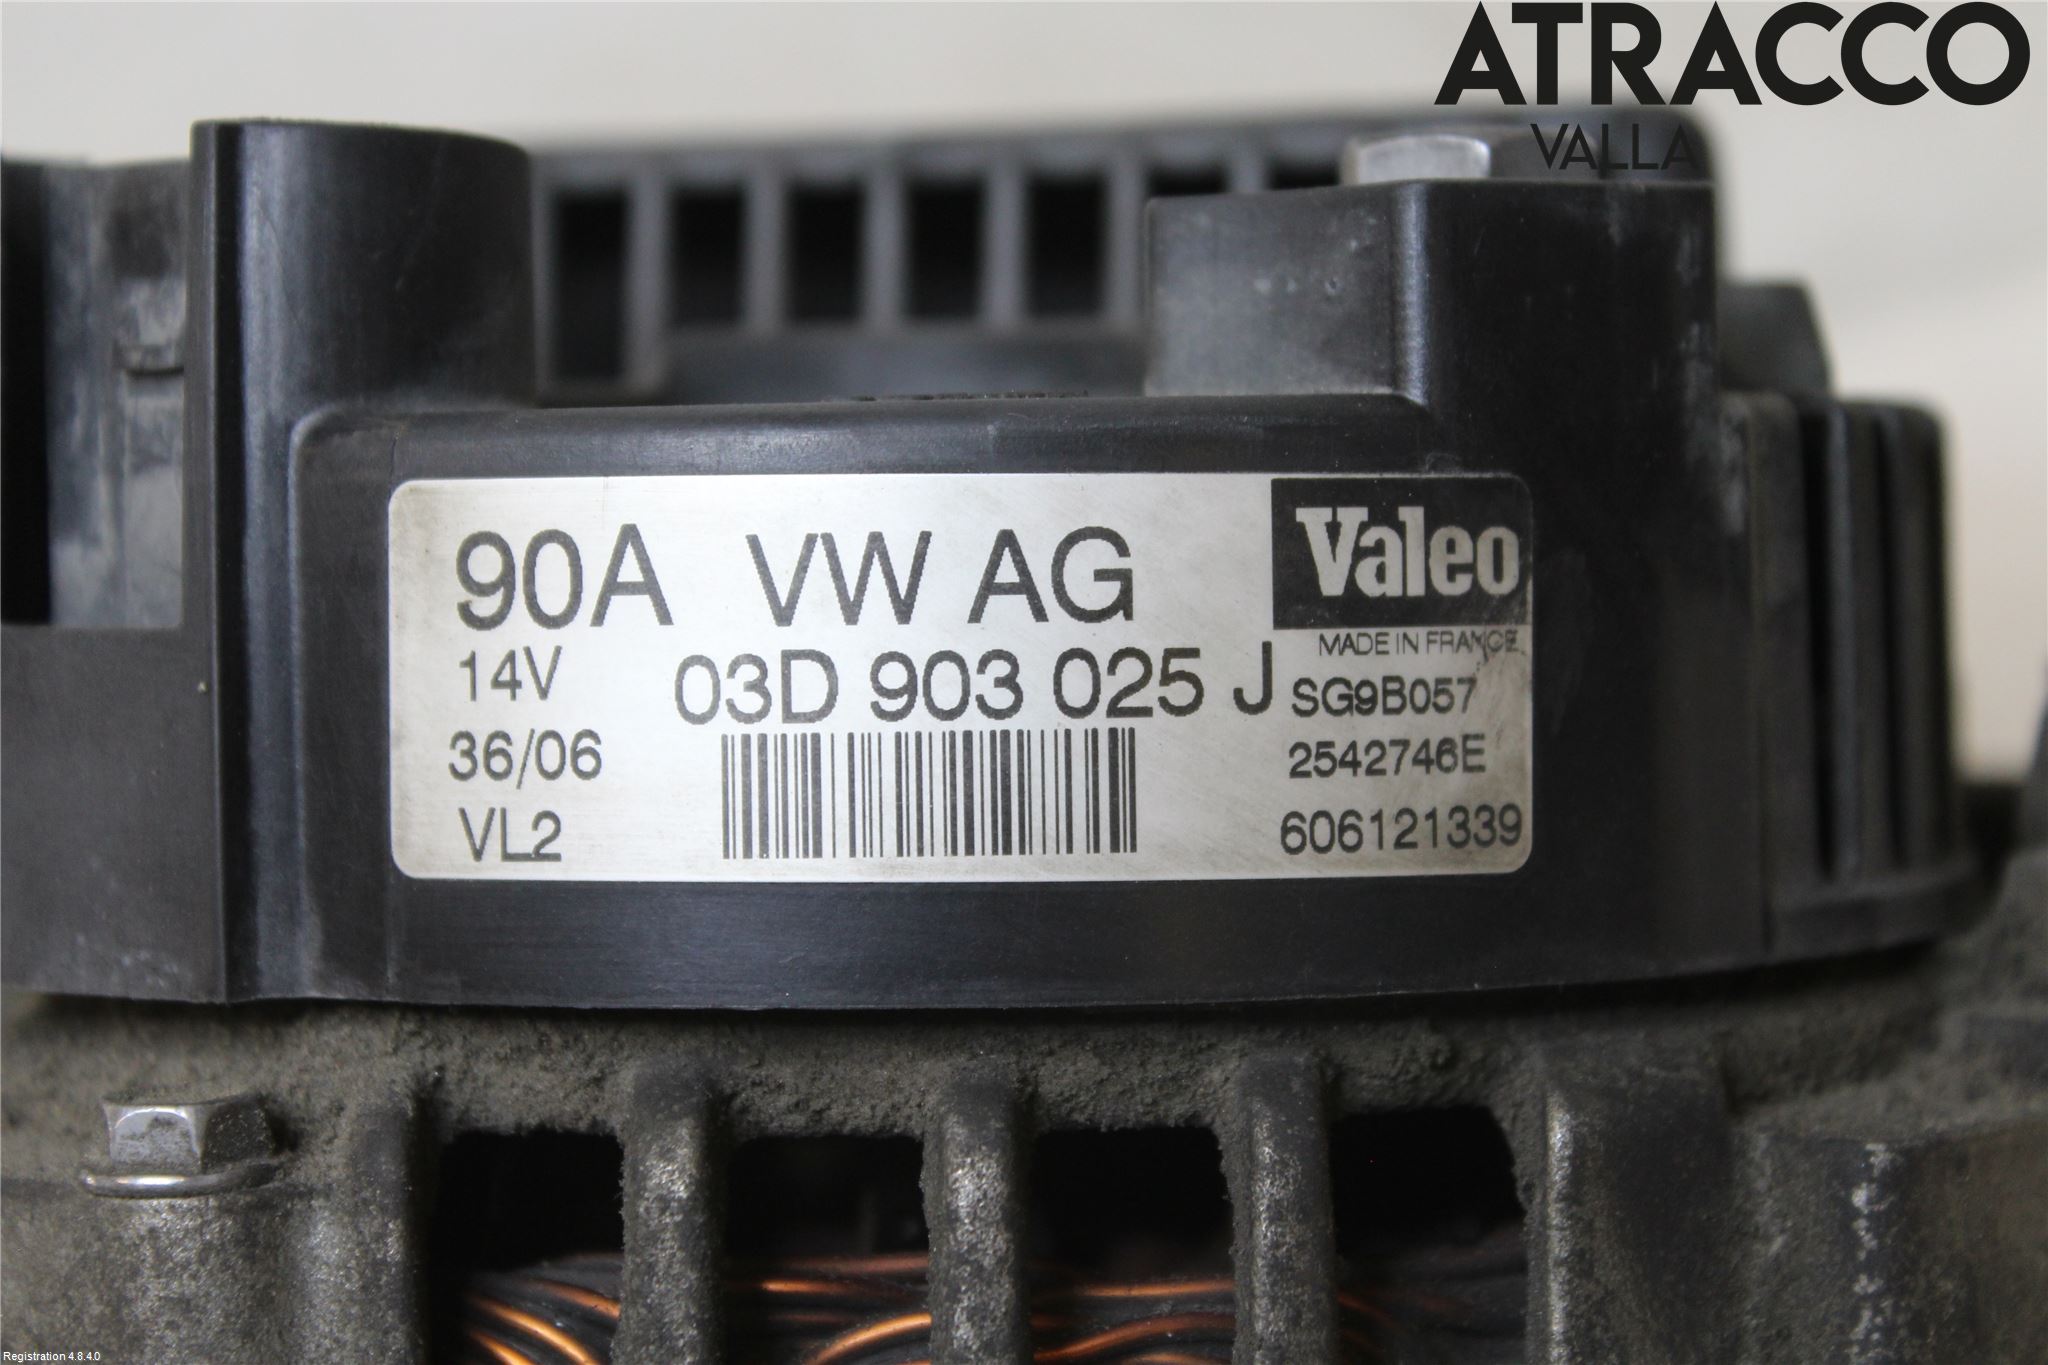 ATRACCO
VALLA
90A VW AG
Valeo
MADE IN FRANCE
14V
03D 903 025 J
SG9B057
36/06
2542746E
VL2
606121339
Registration 4.8.4.0